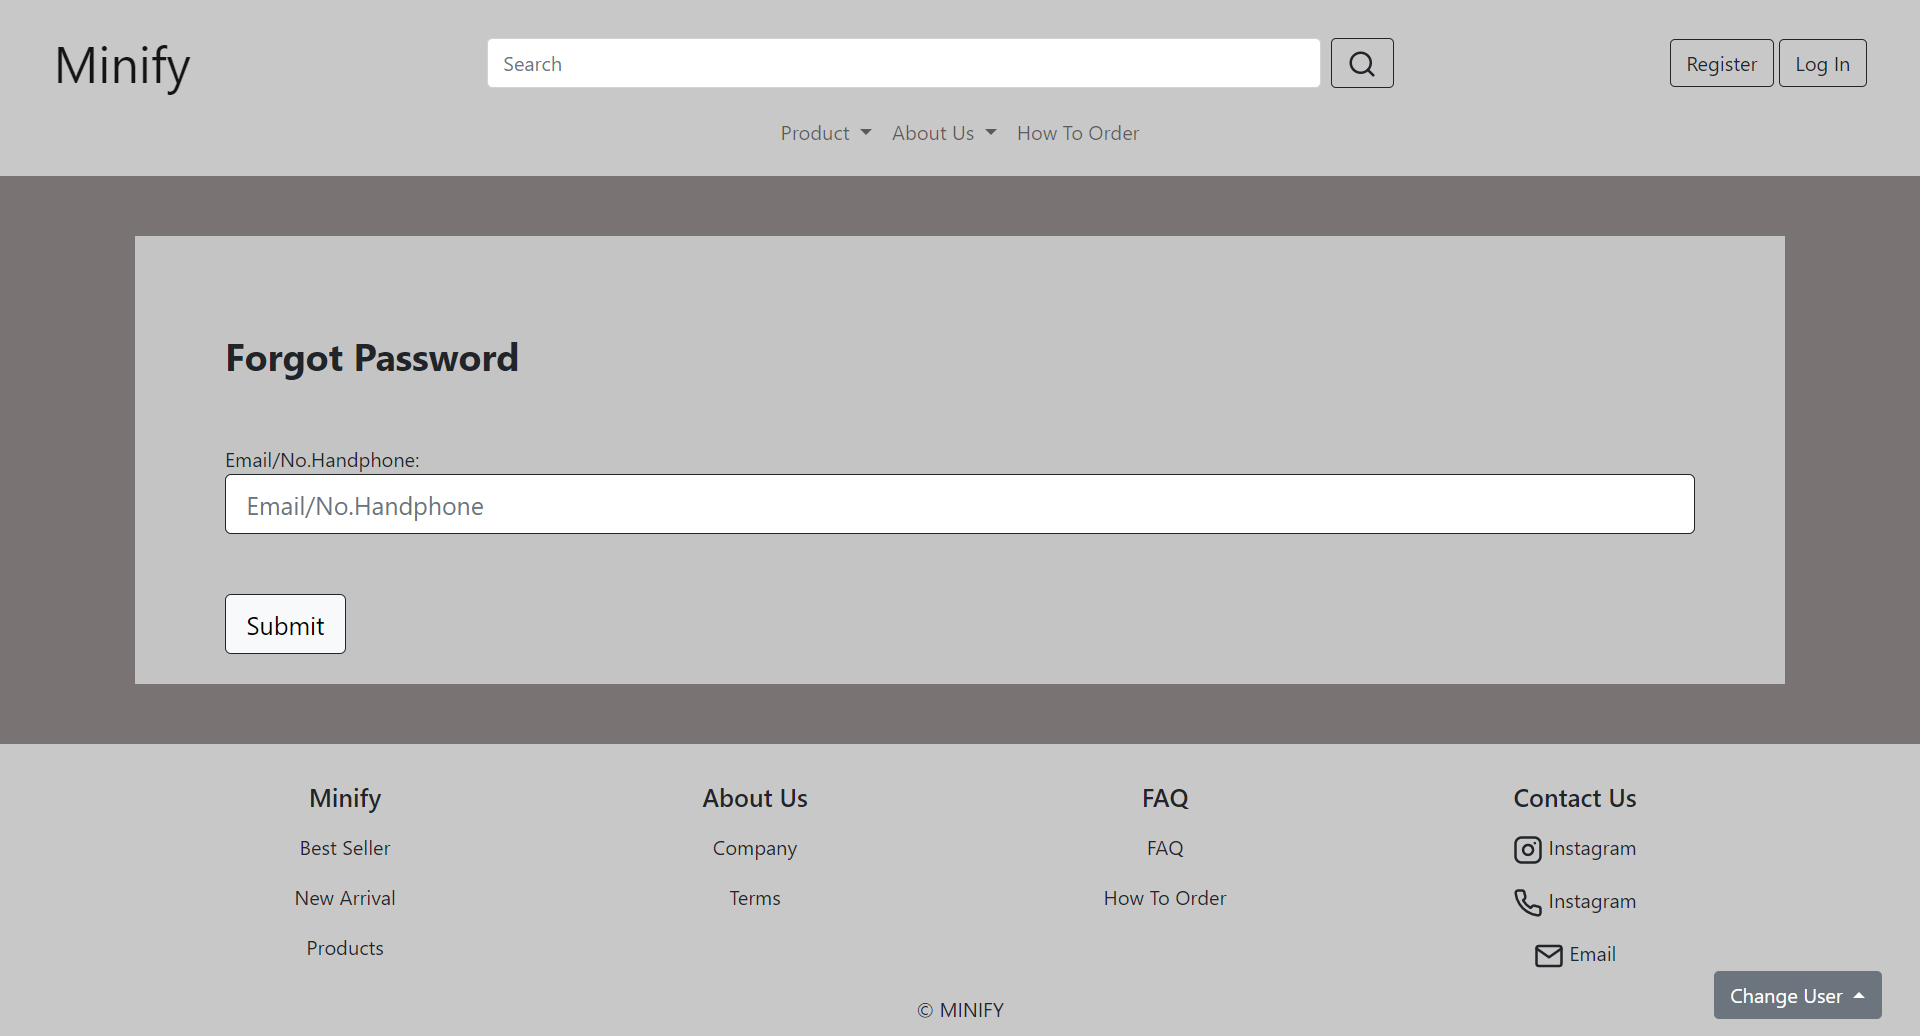 Minify
Search
Register
Log In
Product
About Us
How To Order
Forgot Password
Email/No.Handphone:
Email/No.Handphone
Submit
Minify
Best Seller
New Arrival
Products
About Us
Company
Terms
FAQ
FAQ
How To Order
Contact Us
Instagram
Instagram
Email
Change User
© MINIFY